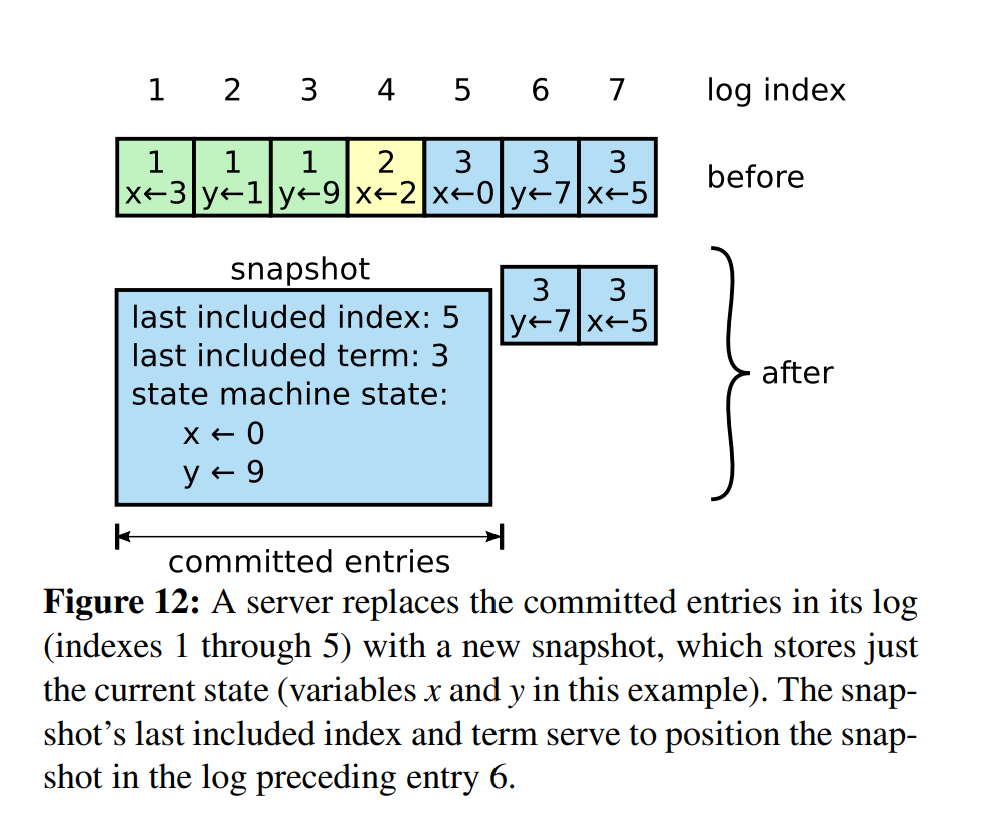 1 2 3 4 5 6 7 log index
1 1 1 2 3 3 3
x←3 y←1 y←9 x←2 x←0 y←7 x←5 before
snapshot
last included index: 5
last included term: 3
state machine state:
x ← 0
y ← 9
3 3
y←7 x←5
after
committed entries
Figure 12: A server replaces the committed entries in its log
(indexes 1 through 5) with a new snapshot, which stores just
the current state (variables x and y in this example). The snap-
shot’s last included index and term serve to position the snap-
shot in the log preceding entry 6.